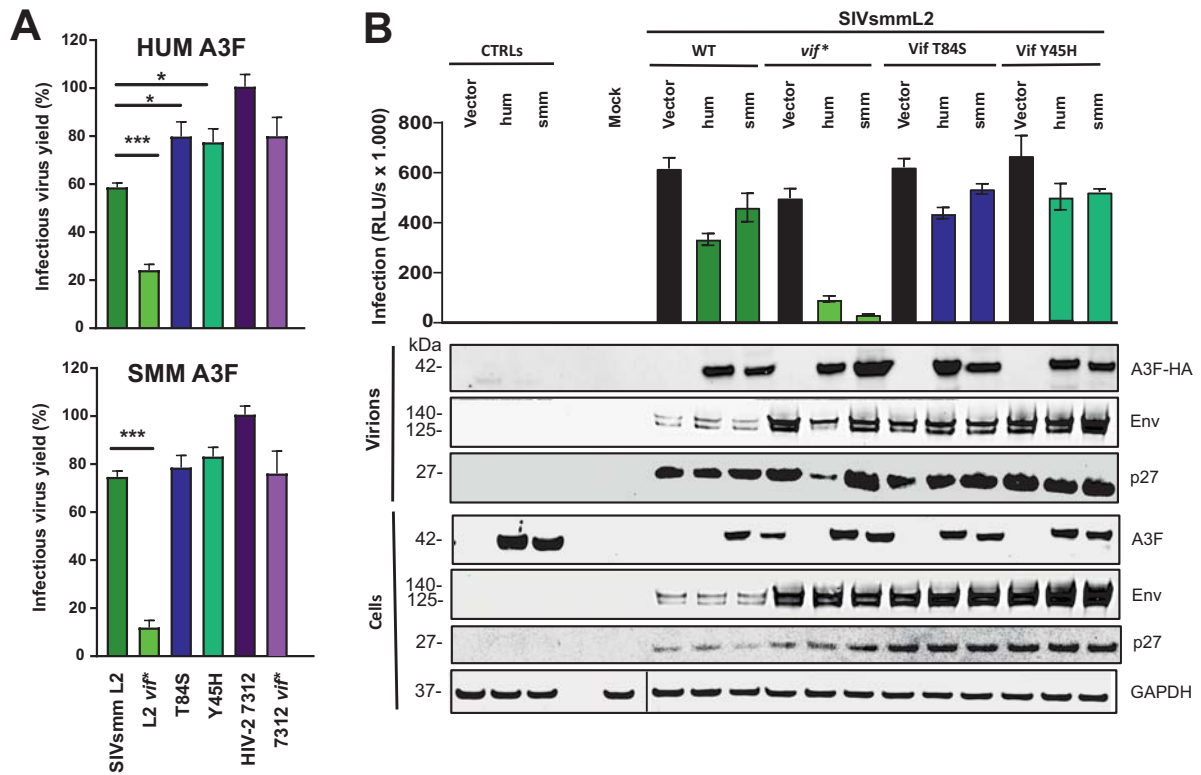 A
HUM A3F
Infectious virus yield (%)
120
100
80
60
40
20
0
*
*
***
SMM A3F
Infectious virus yield (%)
120
100
80
60
40
20
0
***
SIVsmm L2
L2 vif*
T84S
Y45H
HIV-2 7312
7312 vif*
B
SIVsmmL2
CTRLs
WT
vif*
Vif T84S
Vif Y45H
Vector
hum
smm
Mock
Vector
hum
smm
Vector
hum
smm
Vector
hum
smm
Vector
hum
smm
Infection (RLU/s x 1.000)
800
600
400
200
0
kDa
Virions
42-
A3F-HA
140-
125-
Env
27-
p27
Cells
42-
A3F
140-
125-
Env
27-
p27
37-
GAPDH